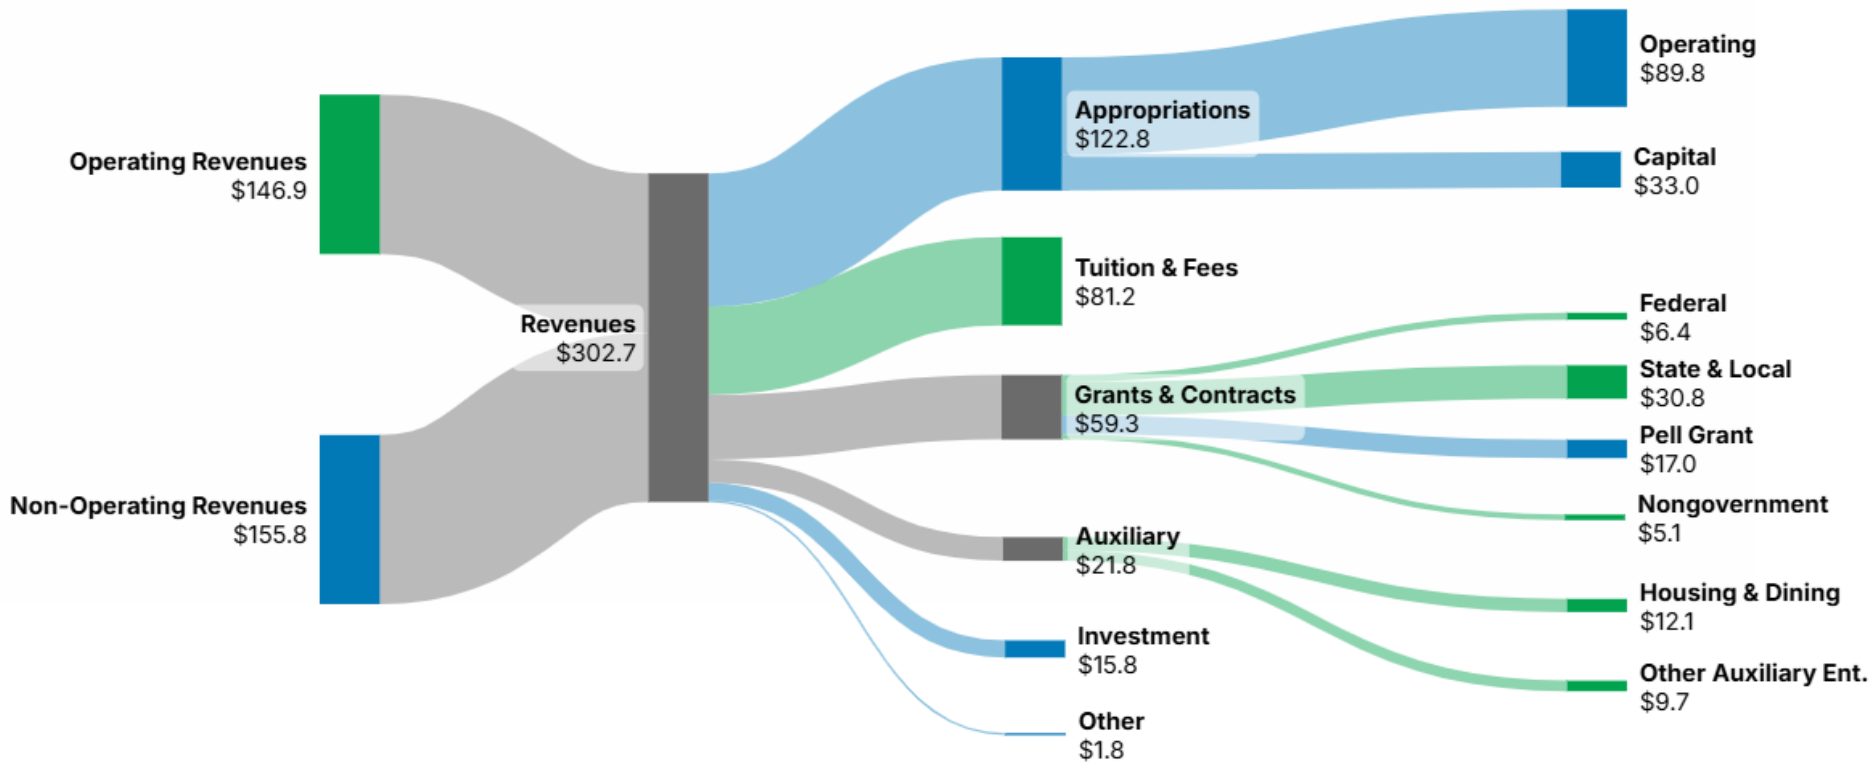 Operating Revenues
$146.9
Non-Operating Revenues
$155.8
Revenues
$302.7
Appropriations
$122.8
Tuition & Fees
$81.2
Grants & Contracts
$59.3
Auxiliary
$21.8
Investment
$15.8
Other
$1.8
Operating
$89.8
Capital
$33.0
Federal
$6.4
State & Local
$30.8
Pell Grant
$17.0
Nongovernment
$5.1
Housing & Dining
$12.1
Other Auxiliary Ent.
$9.7